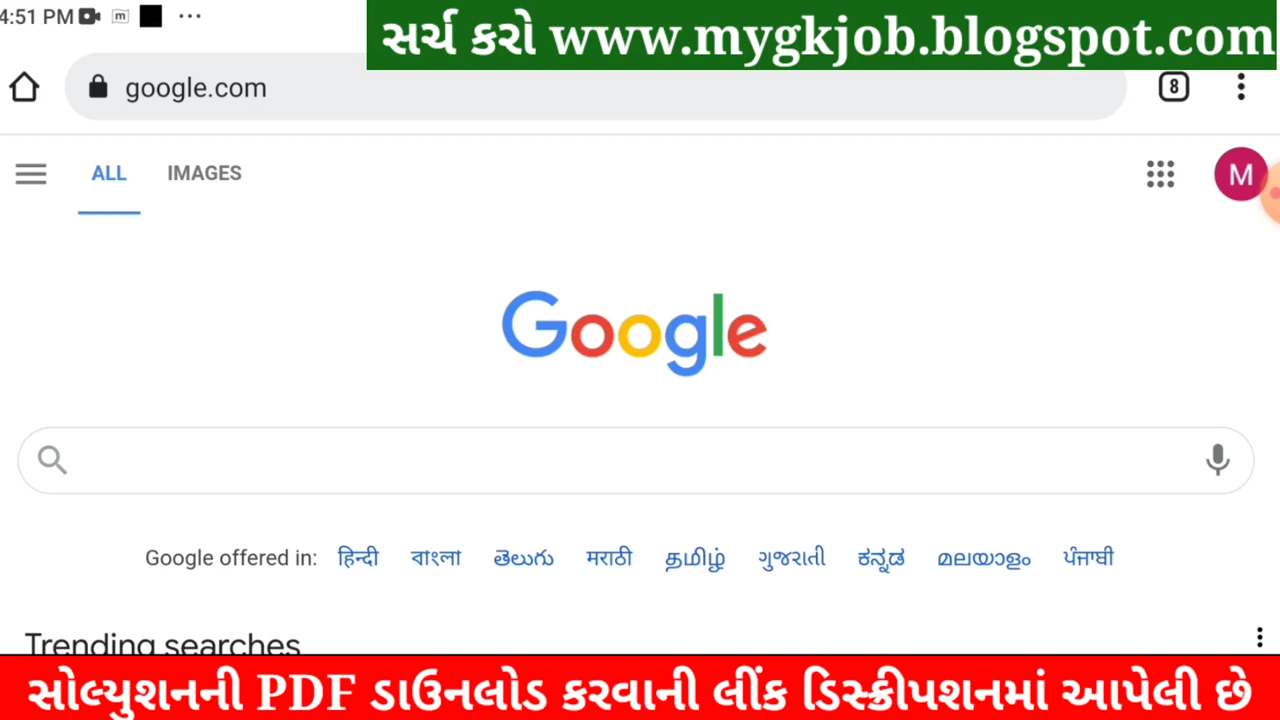 4:51 PM
સર્ચ કરો www.mygkjob.blogspot.com
google.com
8
ALL IMAGES
M
Google
Google offered in: हिन्दी বাংলা తెలుగు मराठी தமிழ் ગુજરાતી ಕನ್ನಡ മലയാളം ਪੰਜਾਬੀ
Trending searches
સોલ્યુશનની PDF ડાઉનલોડ કરવાની લીંક ડિસ્ક્રીપશનમાં આપેલી છે